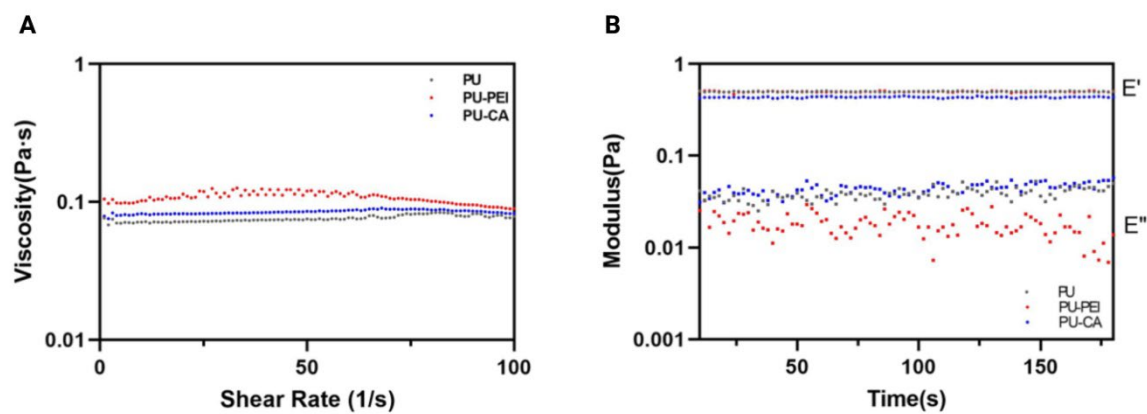 A
1
0.1
0.01
Viscosity(Pa·s)
0
50
100
Shear Rate (1/s)
PU
PU-PEI
PU-CA
B
1
0.1
0.01
0.001
Modulus(Pa)
50
100
150
Time(s)
E'
E"
PU
PU-PEI
PU-CA